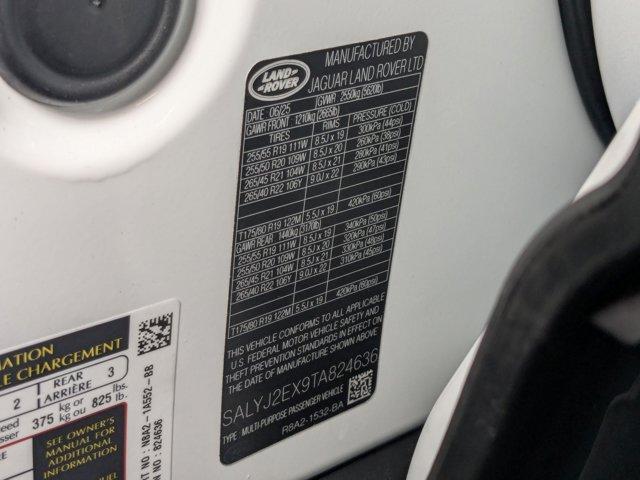 LAND
ROVER
MANUFACTURED BY
JAGUAR LAND ROVER LTD
DATE 06/25 GVWR 2550kg (5620lb)
GAWR FRONT 1210kg (2665lb)
TIRES RIMS PRESSURE (COLD)
255/55 R19 111W 8.5J x 19 300kPa (44psi)
255/50 R20 109W 8.5J x 20 260kPa (38psi)
265/45 R21 104W 8.5J x 21 280kPa (41psi)
265/40 R22 106Y 9.0J x 22 290kPa (43psi)
T175/80 R19 122M 5.5J x 19 420kPa (60psi)
GAWR REAR 1440kg (3170lb)
255/55 R19 111W 8.5J x 19 340kPa (50psi)
255/50 R20 109W 8.5J x 20 320kPa (47psi)
265/45 R21 104W 8.5J x 21 330kPa (48psi)
265/40 R22 106Y 9.0J x 22 310kPa (45psi)
T175/80 R19 122M 5.5J x 19 420kPa (60psi)
THIS VEHICLE CONFORMS TO ALL APPLICABLE
U.S. FEDERAL MOTOR VEHICLE SAFETY AND
THEFT PREVENTION STANDARDS IN EFFECT ON
THE DATE OF MANUFACTURE SHOWN ABOVE.
SALYJ2EX9TA824636
TYPE MULTI-PURPOSE PASSENGER VEHICLE
R8A2-1532-BA
MATION
E CHARGEMENT
2 REAR 3
ARRIÈRE
375 kg or 825 lbs.
kg ou lb.
SEE OWNER'S
MANUAL FOR
ADDITIONAL
INFORMATION
PART NO : N8A2-1A552-BB
824636